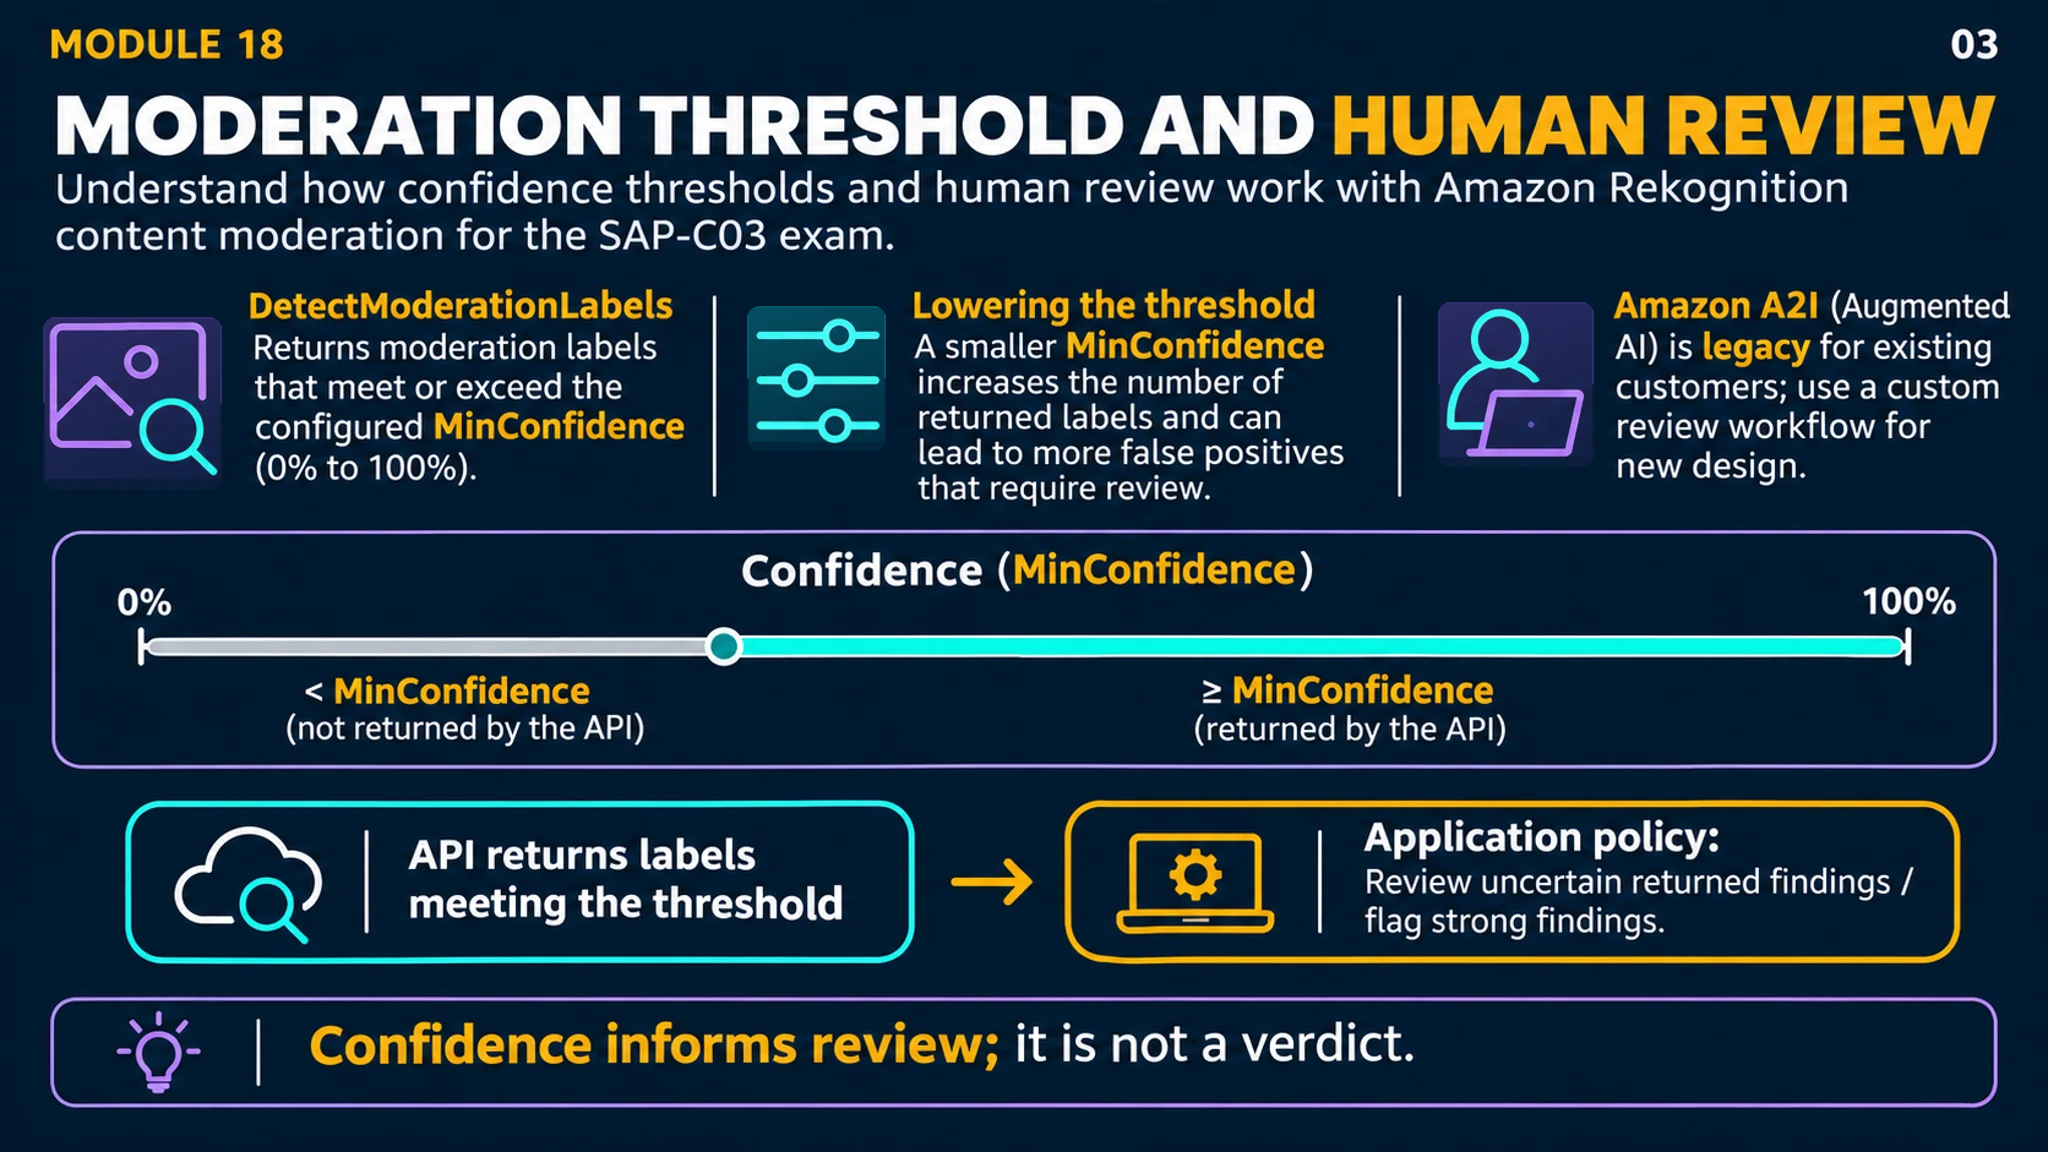 MODULE 18
03
MODERATION THRESHOLD AND HUMAN REVIEW
Understand how confidence thresholds and human review work with Amazon Rekognition
content moderation for the SAP-C03 exam.
DetectModerationLabels
Returns moderation labels
that meet or exceed the
configured MinConfidence
(0% to 100%).
Lowering the threshold
A smaller MinConfidence
increases the number of
returned labels and can
lead to more false positives
that require review.
Amazon A2I (Augmented
AI) is legacy for existing
customers; use a custom
review workflow for
new design.
Confidence (MinConfidence)
0%
100%
< MinConfidence
(not returned by the API)
≥ MinConfidence
(returned by the API)
API returns labels
meeting the threshold
Application policy:
Review uncertain returned findings /
flag strong findings.
Confidence informs review; it is not a verdict.